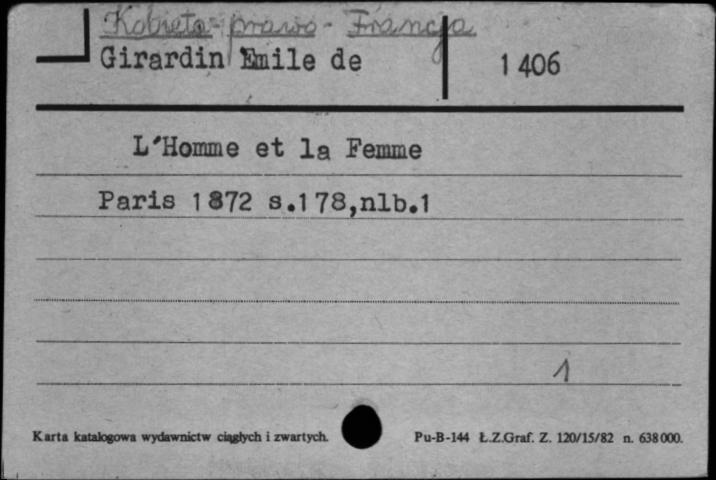 Kobieta - prawo - Francja
Girardin Emile de 1406
L'Homme et la Femme
Paris 1872 s.178,nlb.1
1
Karta katalogowa wydawnictw ciągłych i zwartych. Pu-B-144 Ł.Z.Graf. Z. 120/15/82 n. 638000.